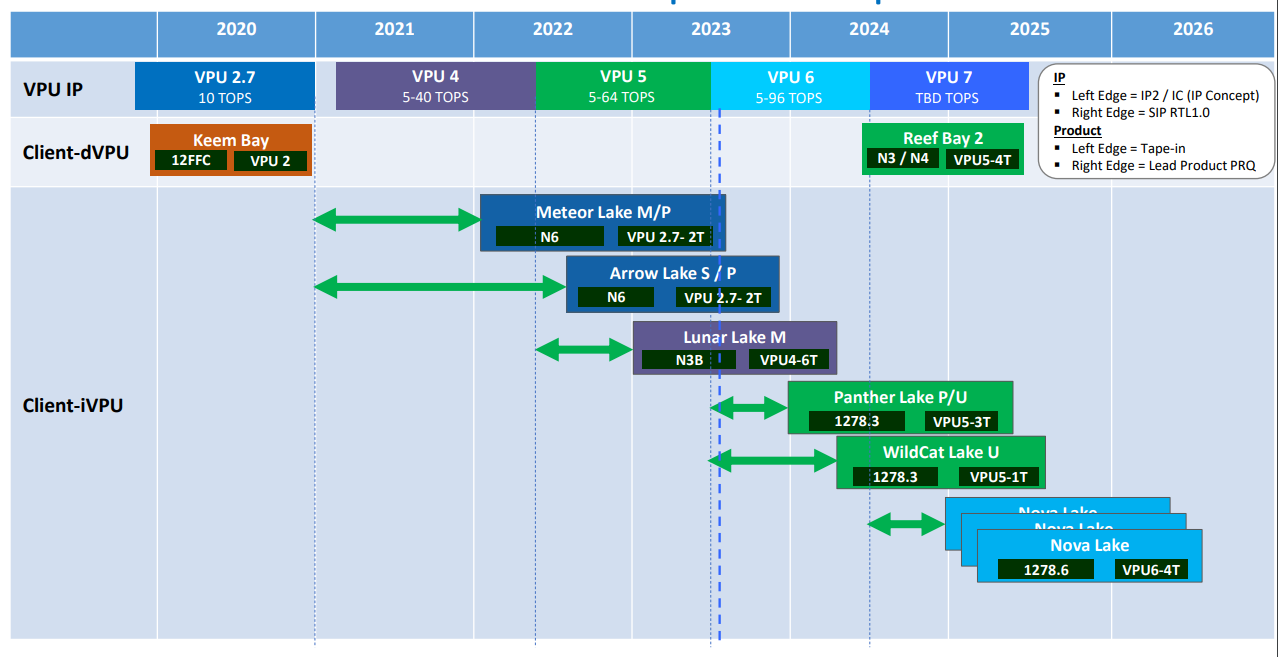 2020 2021 2022 2023 2024 2025 2026
VPU IP
VPU 2.7
10 TOPS
VPU 4
5-40 TOPS
VPU 5
5-64 TOPS
VPU 6
5-96 TOPS
VPU 7
TBD TOPS
IP
▪ Left Edge = IP2 / IC (IP Concept)
▪ Right Edge = SIP RTL1.0
Product
▪ Left Edge = Tape-in
▪ Right Edge = Lead Product PRQ
Client-dVPU
Keem Bay
12FFC VPU 2
Reef Bay 2
N3 / N4 VPU5-4T
Client-iVPU
Meteor Lake M/P
N6 VPU 2.7- 2T
Arrow Lake S / P
N6 VPU 2.7- 2T
Lunar Lake M
N3B VPU4-6T
Panther Lake P/U
1278.3 VPU5-3T
WildCat Lake U
1278.3 VPU5-1T
Nova Lake
Nova Lake
Nova Lake
1278.6 VPU6-4T